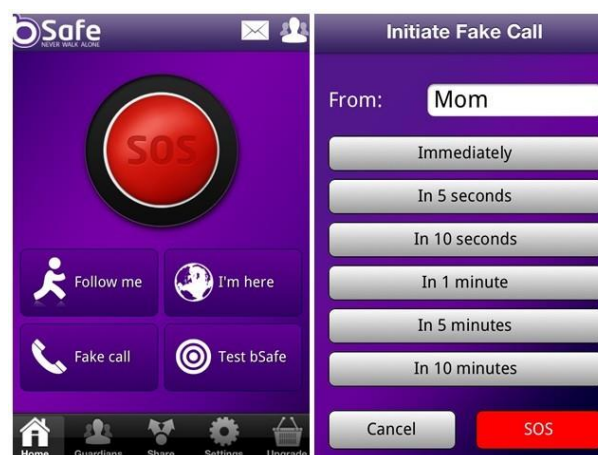 bSafe
NEVER WALK ALONE
SOS
Follow me
I'm here
Fake call
Test bSafe
Home
Guardians
Share
Settings
Upgrade
Initiate Fake Call
From:
Mom
Immediately
In 5 seconds
In 10 seconds
In 1 minute
In 5 minutes
In 10 minutes
Cancel
SOS